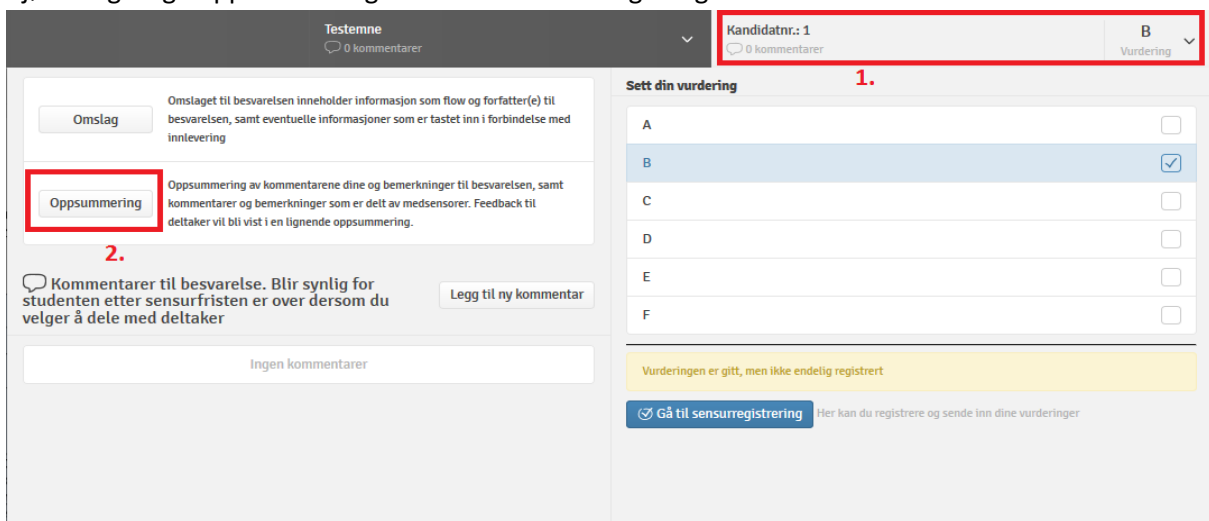 Testemne
0 kommentarer
Kandidatnr.: 1
0 kommentarer
B
Vurdering
1.
Omslag
Omslaget til besvarelsen inneholder informasjon som flow og forfatter(e) til
besvarelsen, samt eventuelle informasjoner som er tastet inn i forbindelse med
innlevering
Oppsummering
Oppsummering av kommentarene dine og bemerkninger til besvarelsen, samt
kommentarer og bemerkninger som er delt av medsensorer. Feedback til
deltaker vil bli vist i en lignende oppsummering.
2.
Kommentarer til besvarelse. Blir synlig for
studenten etter sensurfristen er over dersom du
velger å dele med deltaker
Legg til ny kommentar
Ingen kommentarer
Sett din vurdering
A
B
C
D
E
F
Vurderingen er gitt, men ikke endelig registrert
Gå til sensurregistrering
Her kan du registrere og sende inn dine vurderinger